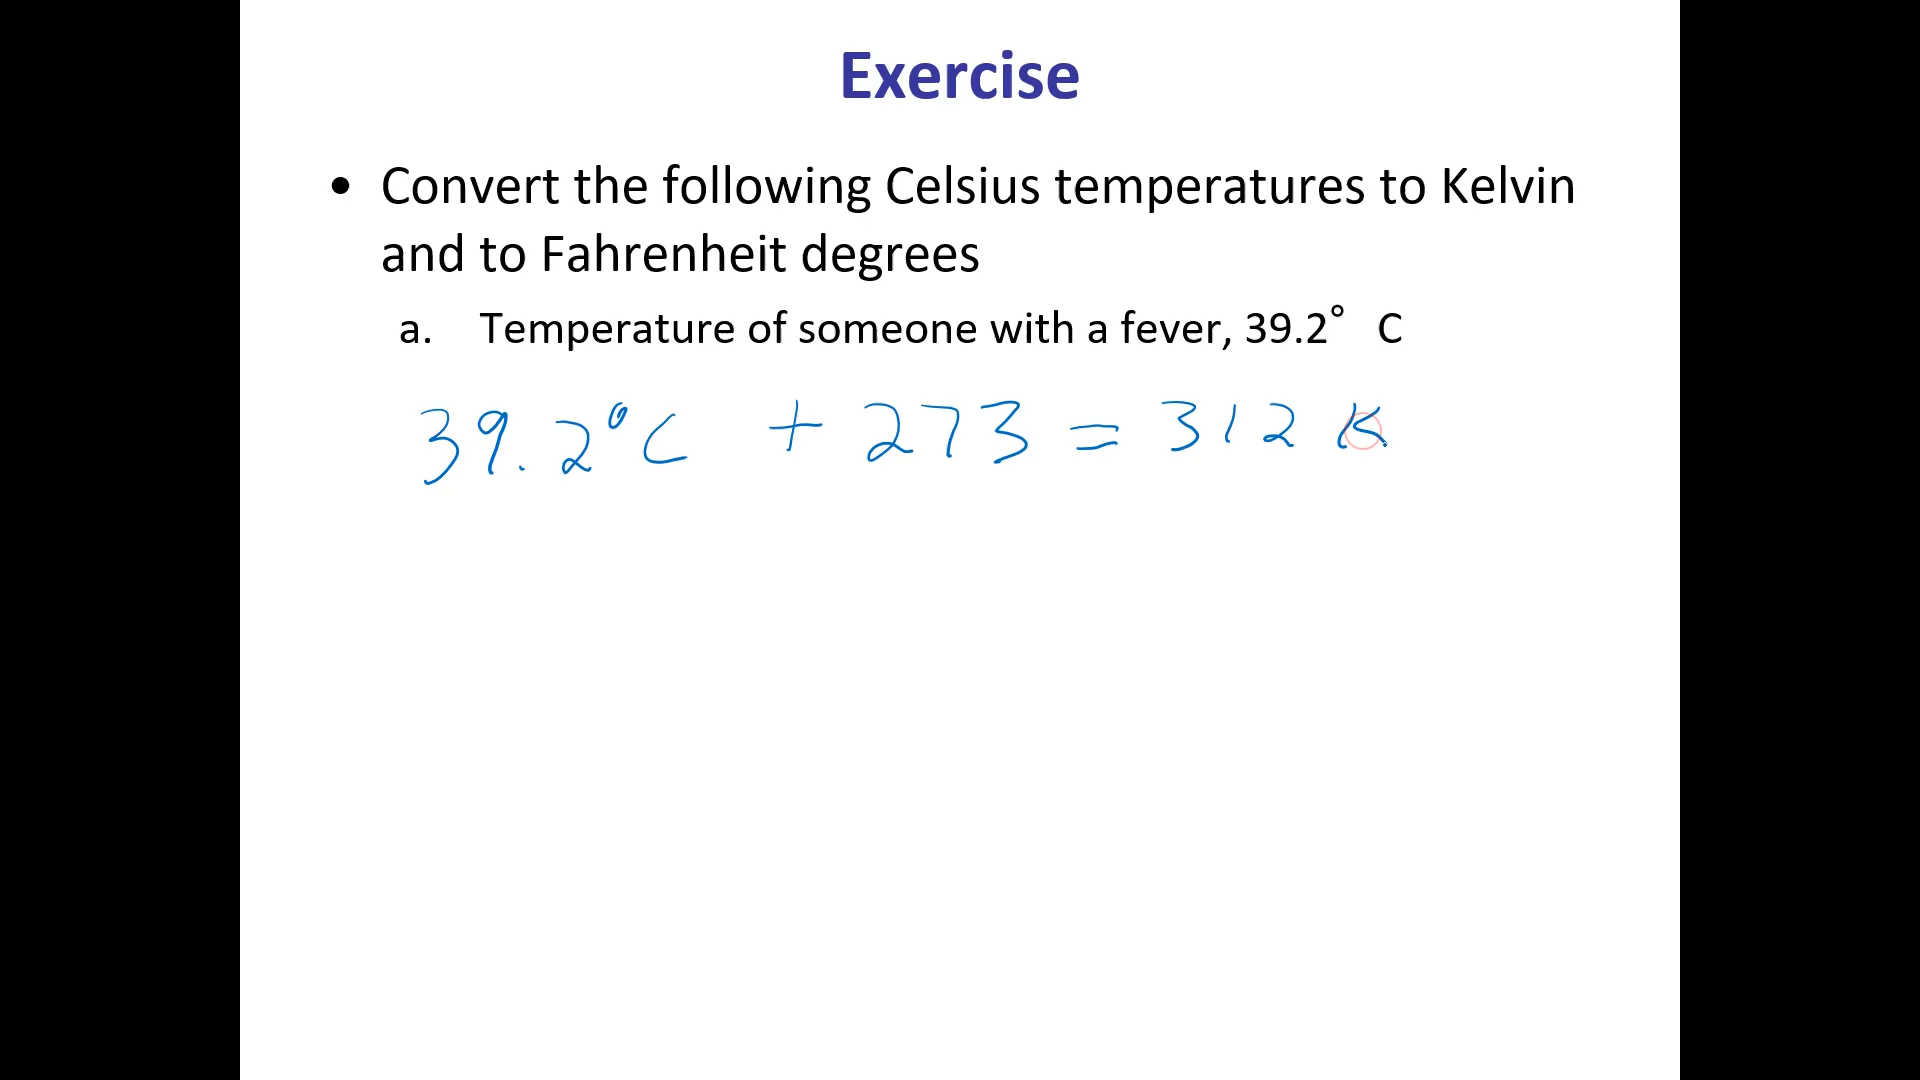 Exercise
• Convert the following Celsius temperatures to Kelvin
and to Fahrenheit degrees
a. Temperature of someone with a fever, 39.2° C
39.2°C + 273 = 312 K